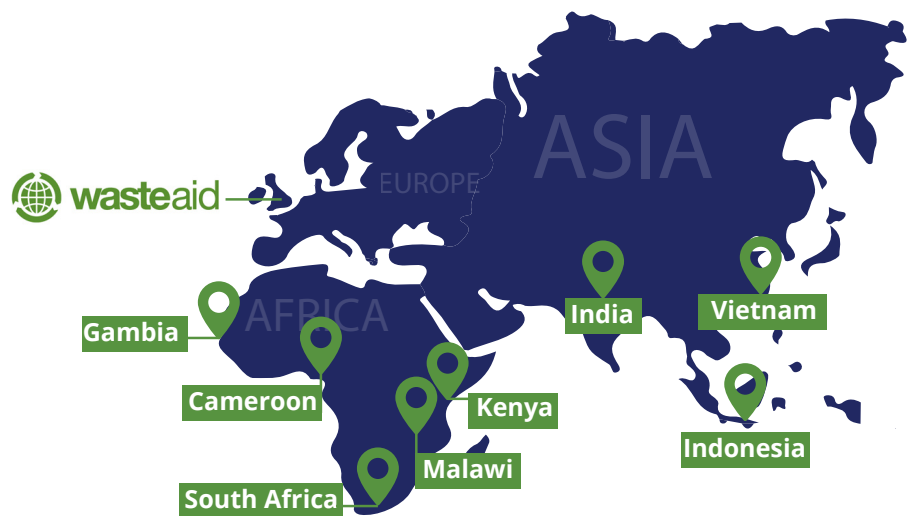 ASIA
EUROPE
wasteaid
AFRICA
India
Vietnam
Gambia
Cameroon
Kenya
Indonesia
Malawi
South Africa